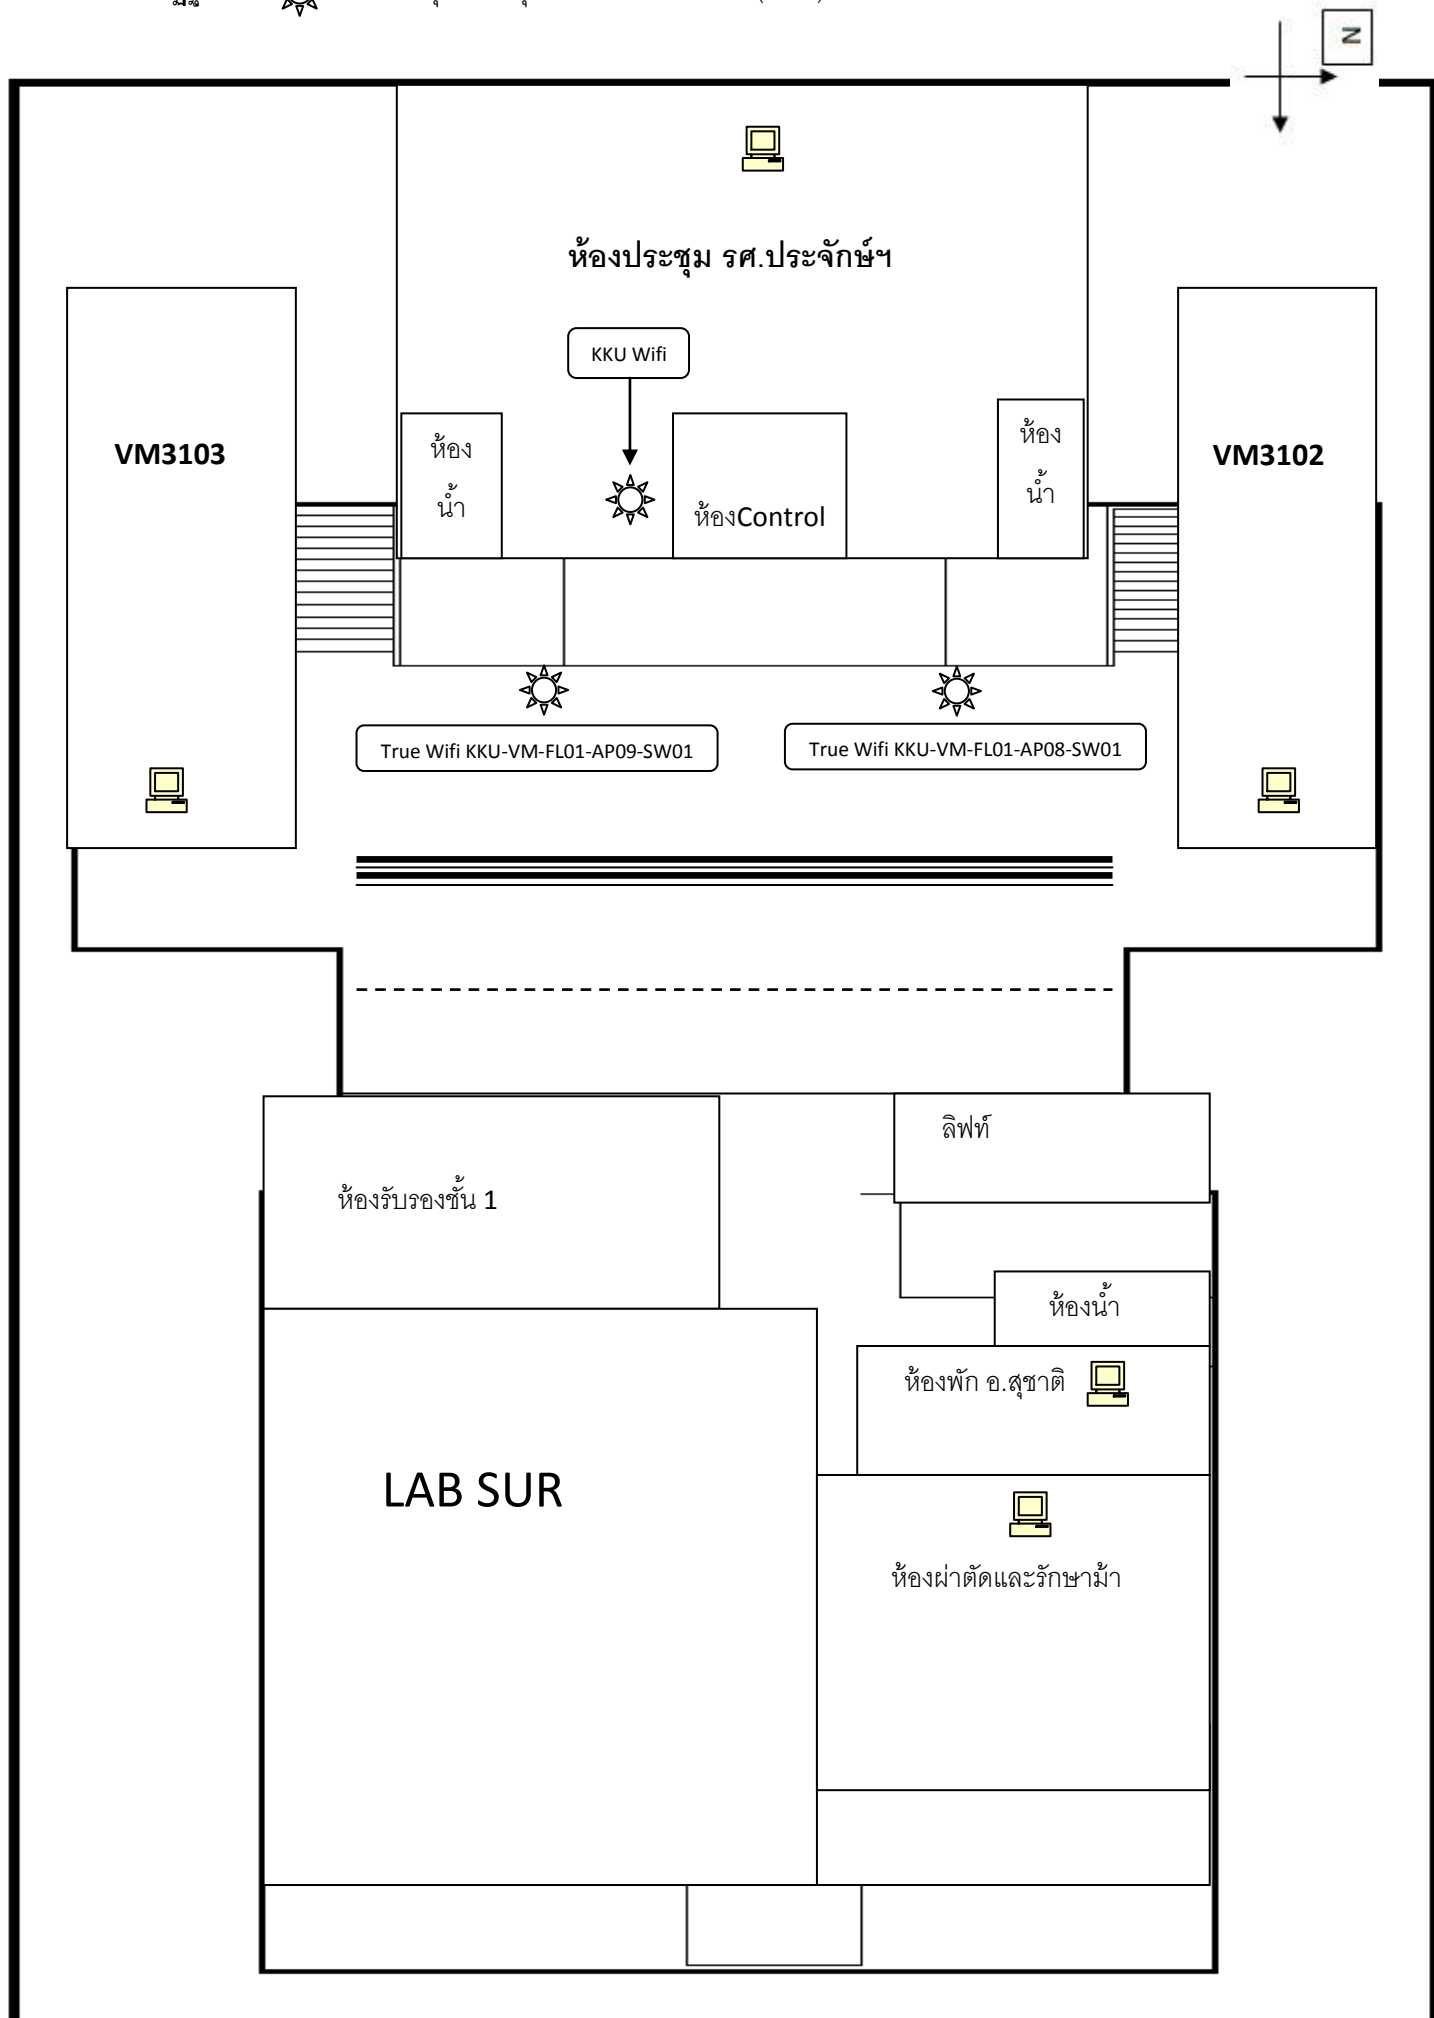 N
ห้องประชุม รศ.ประจักษ์ฯ
KKU Wifi
VM3103
ห้อง
น้ำ
ห้องControl
ห้อง
น้ำ
VM3102
True Wifi KKU-VM-FL01-AP09-SW01
True Wifi KKU-VM-FL01-AP08-SW01
ลิฟท์
ห้องรับรองชั้น 1
ห้องน้ำ
ห้องพัก อ.สุชาติ
LAB SUR
ห้องผ่าตัดและรักษาม้า